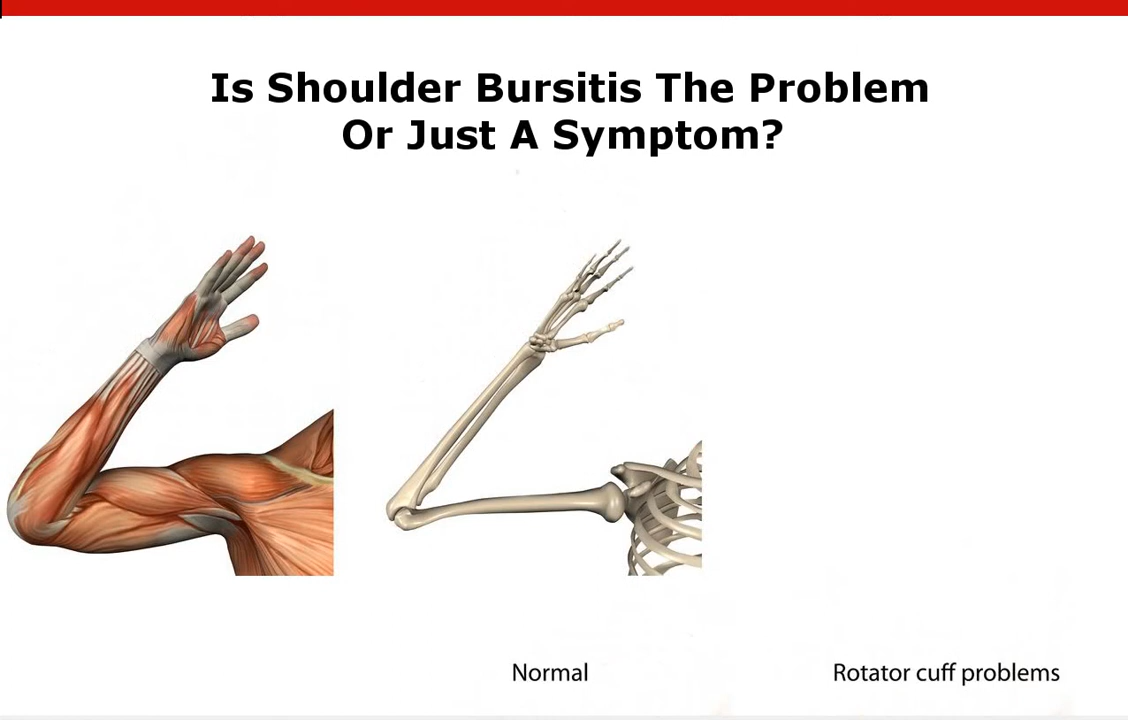 Is Shoulder Bursitis The Problem
Or Just A Symptom?
Normal
Rotator cuff problems